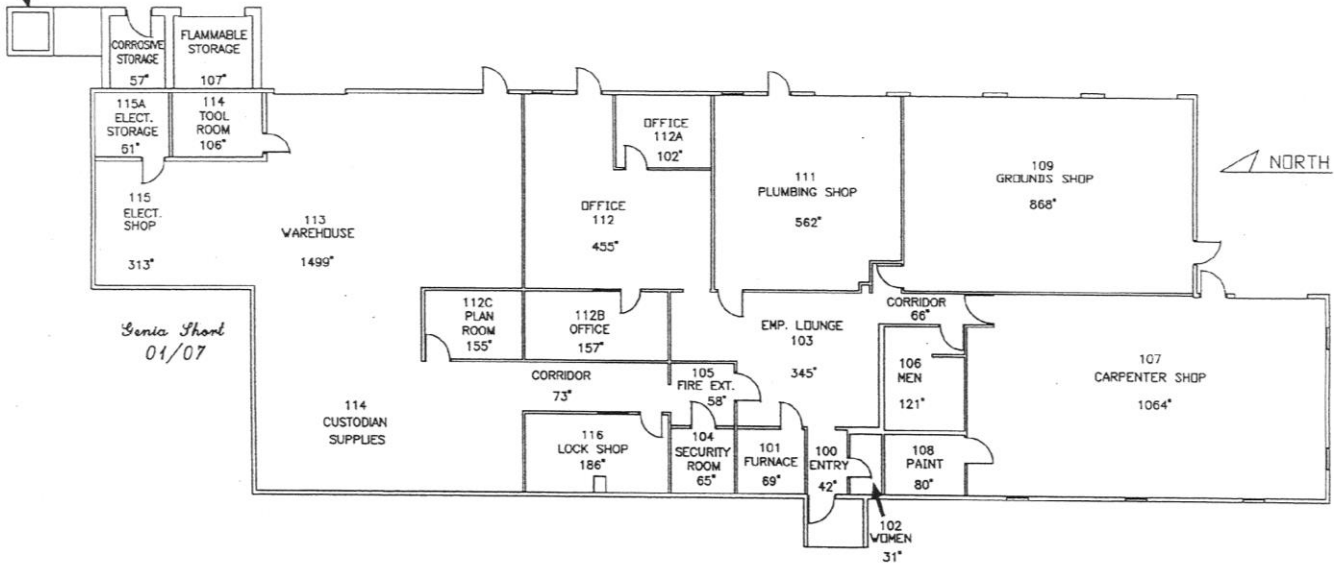 CORROSIVE
STORAGE
57"
FLAMMABLE
STORAGE
107"
115A
ELECT.
STORAGE
51"
114
TOOL
ROOM
106"
OFFICE
112A
102"
111
PLUMBING SHOP
562"
109
GROUNDS SHOP
868"
NORTH
115
ELECT.
SHOP
313"
113
WAREHOUSE
1499"
OFFICE
112
455"
Genia Short
01/07
112C
PLAN
ROOM
155"
112B
OFFICE
157"
EMP. LOUNGE
103
345"
CORRIDOR
66"
106
MEN
121"
107
CARPENTER SHOP
1064"
CORRIDOR
73"
105
FIRE EXT.
58"
114
CUSTODIAN
SUPPLIES
116
LOCK SHOP
186"
104
SECURITY
ROOM
65"
101
FURNACE
69"
100
ENTRY
42"
108
PAINT
80"
102
WOMEN
31"